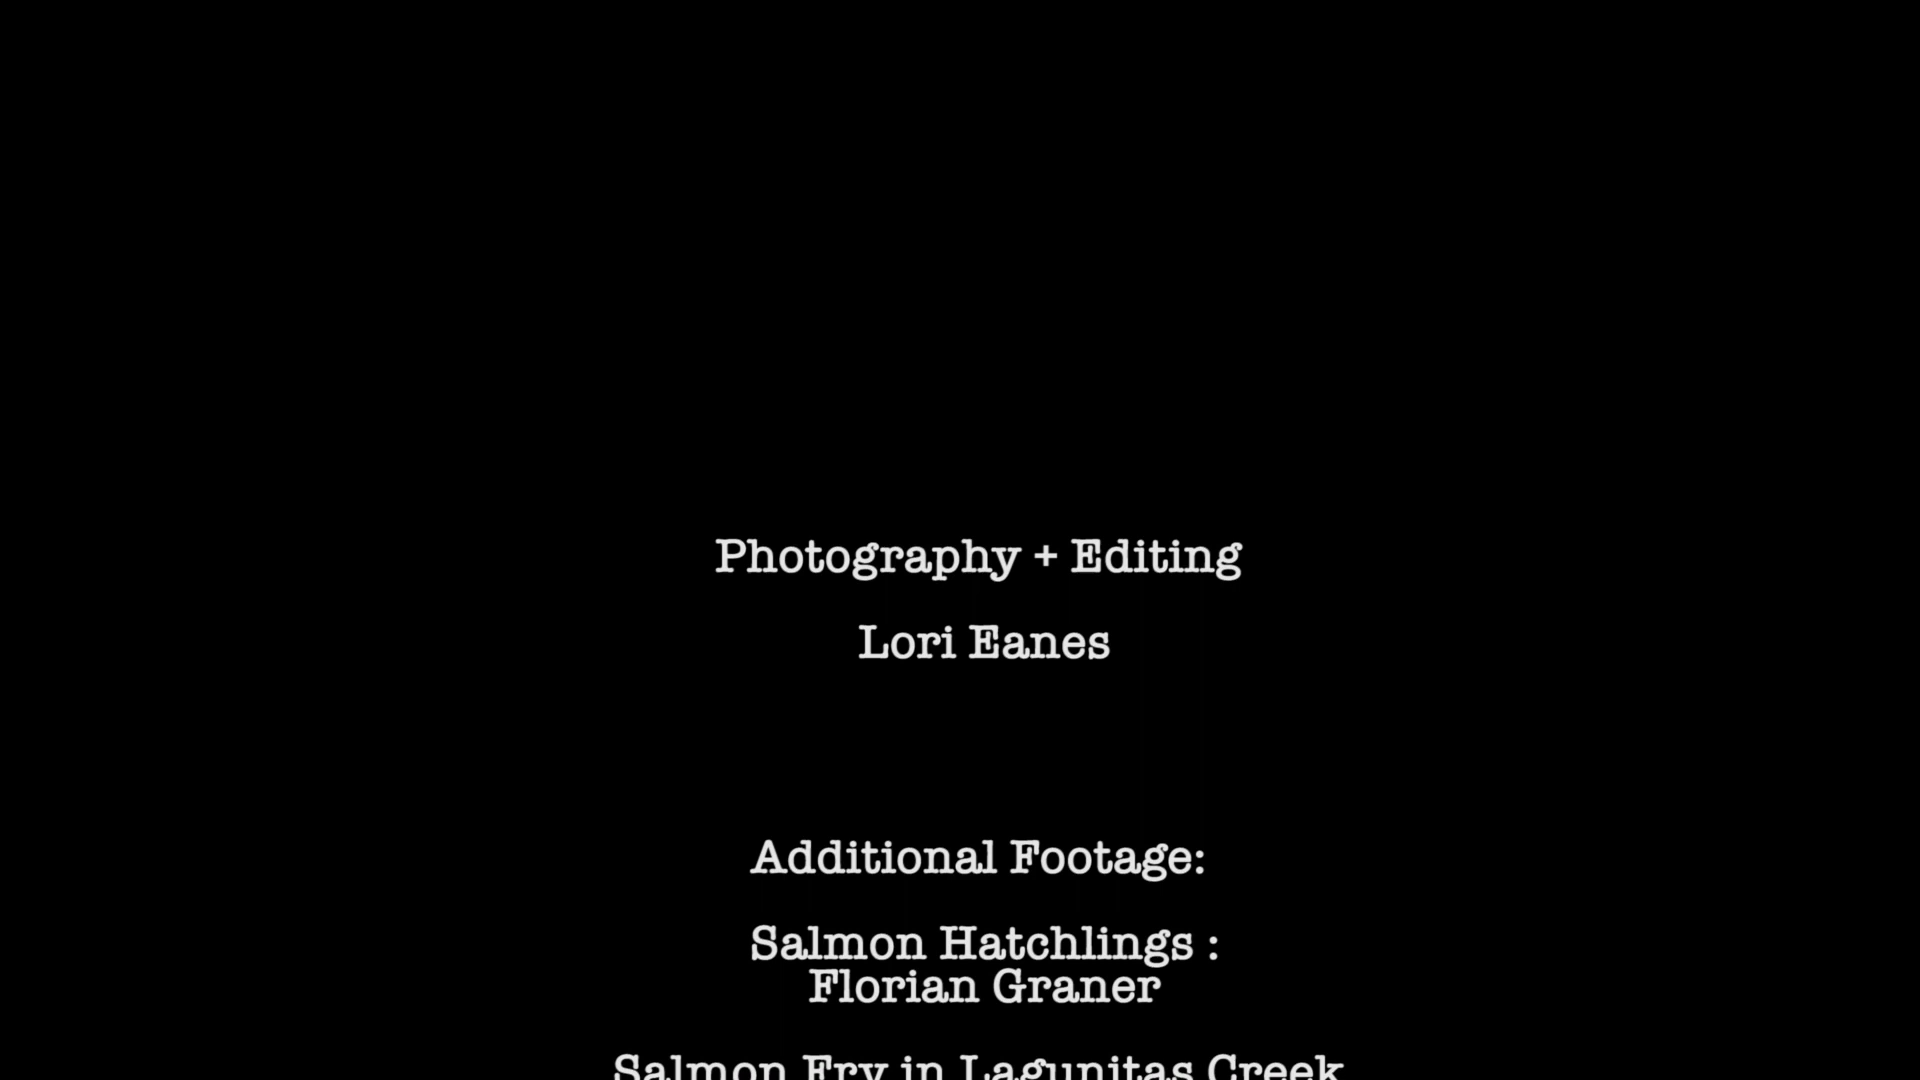 Photography + Editing
Lori Eanes
Additional Footage:
Salmon Hatchlings :
Florian Graner
Salmon Fry in Lagunitas Creek